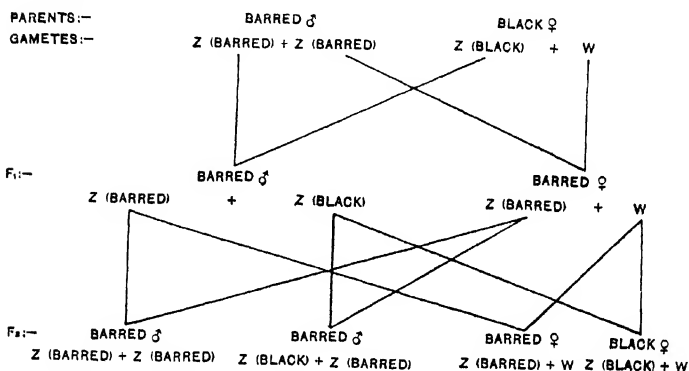 PARENTS:— BARRED ♂ BLACK ♀
GAMETES:— Z (BARRED) + Z (BARRED) Z (BLACK) + W
F₁:— BARRED ♂ BARRED ♀
Z (BARRED) + Z (BLACK) Z (BARRED) + W
F₂:— BARRED ♂ BARRED ♂ BARRED ♀ BLACK ♀
Z (BARRED) + Z (BARRED) Z (BLACK) + Z (BARRED) Z (BARRED) + W Z (BLACK) + W